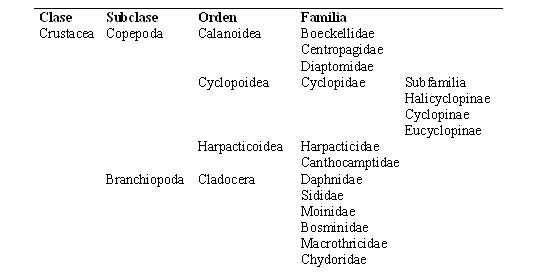 Clase Subclase Orden Familia
Crustacea Copepoda Calanoidea Boeckellidae
Centropagidae
Diaptomidae
Cyclopoidea Cyclopidae Subfamilia
Halicyclopinae
Cyclopinae
Eucyclopinae
Harpacticoidea Harpacticidae
Canthocamptidae
Branchiopoda Cladocera Daphnidae
Sididae
Moinidae
Bosminidae
Macrothricidae
Chydoridae